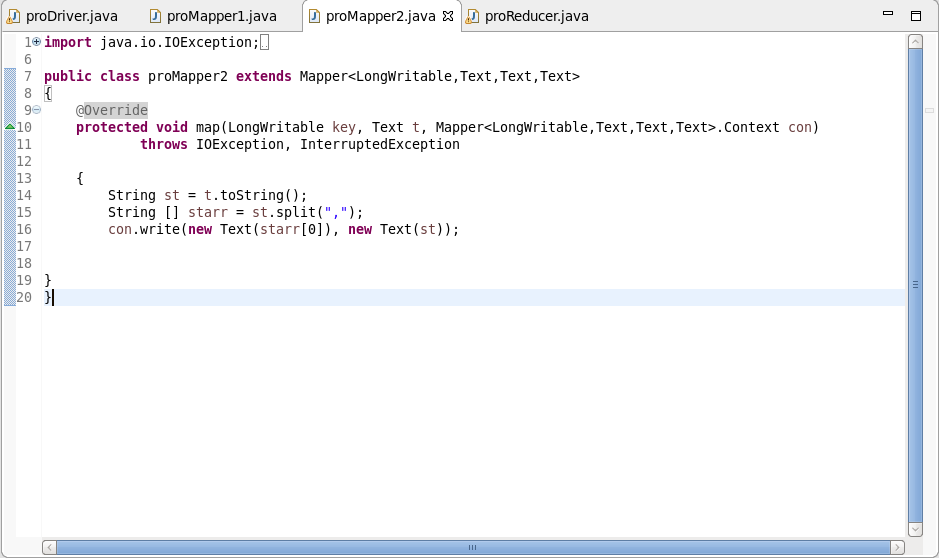 proDriver.java proMapper1.java proMapper2.java proReducer.java
1 import java.io.IOException;
6
7 public class proMapper2 extends Mapper<LongWritable,Text,Text,Text>
8 {
9 @Override
10 protected void map(LongWritable key, Text t, Mapper<LongWritable,Text,Text,Text>.Context con)
11 throws IOException, InterruptedException
12
13 {
14 String st = t.toString();
15 String [] starr = st.split(",");
16 con.write(new Text(starr[0]), new Text(st));
17
18
19 }
20 }